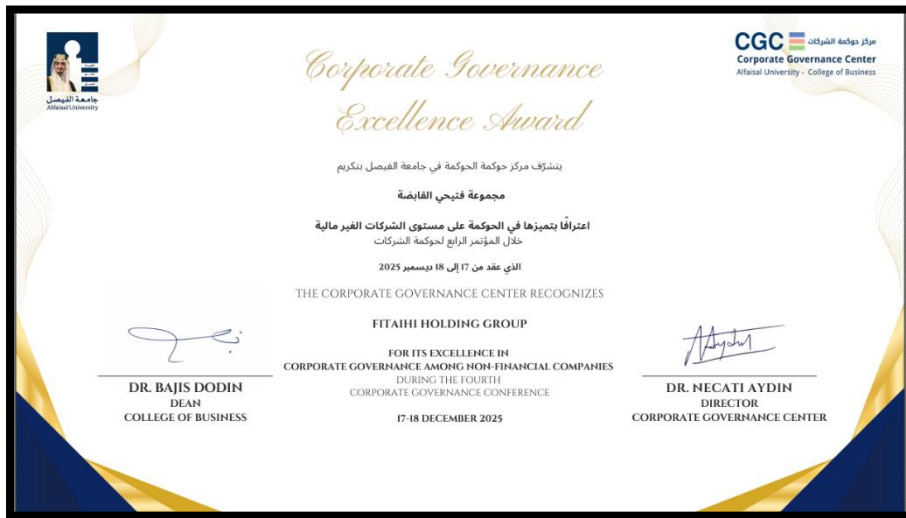 جامعة الفيصل
Alfaisal University
CGC مركز حوكمة الشركات
Corporate Governance Center
Alfaisal University - College of Business
Corporate Governance
Excellence Award
يتشرّف مركز حوكمة الحوكمة في جامعة الفيصل بتكريم
مجموعة فتيحي القابضة
اعترافًا بتميزها في الحوكمة على مستوى الشركات الغير مالية
خلال المؤتمر الرابع لحوكمة الشركات
الذي عقد من 17 إلى 18 ديسمبر 2025
THE CORPORATE GOVERNANCE CENTER RECOGNIZES
FITAIHI HOLDING GROUP
FOR ITS EXCELLENCE IN
CORPORATE GOVERNANCE AMONG NON-FINANCIAL COMPANIES
DURING THE FOURTH
CORPORATE GOVERNANCE CONFERENCE
17-18 DECEMBER 2025
DR. BAJIS DODIN
DEAN
COLLEGE OF BUSINESS
DR. NECATI AYDIN
DIRECTOR
CORPORATE GOVERNANCE CENTER